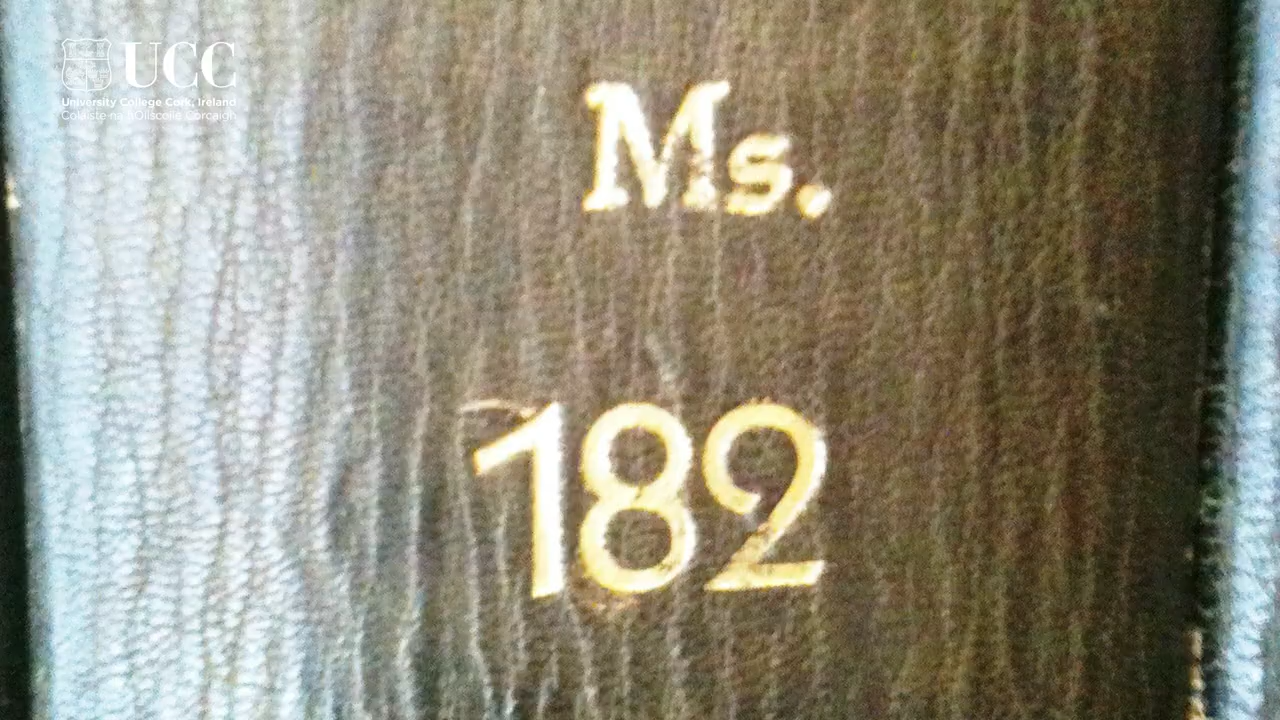 UCC
University College Cork, Ireland
Coláiste na hOllscoile Corcaigh
Ms.
182